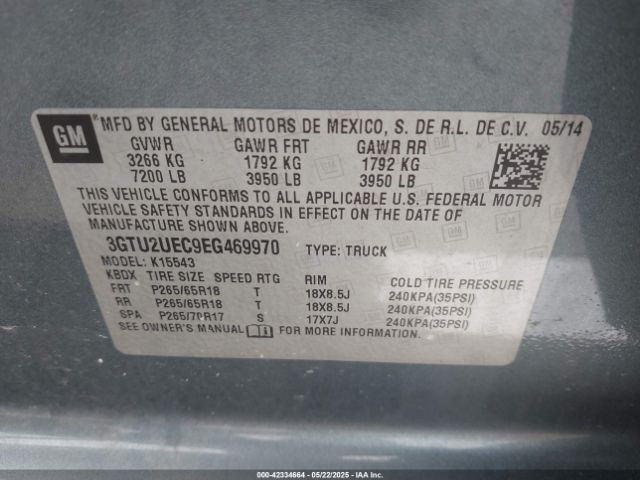 GM
*MFD BY GENERAL MOTORS DE MEXICO, S. DE R.L. DE C.V. 05/14
GVWR GAWR FRT GAWR RR
3266 KG 1792 KG 1792 KG
7200 LB 3950 LB 3950 LB
THIS VEHICLE CONFORMS TO ALL APPLICABLE U.S. FEDERAL MOTOR
VEHICLE SAFETY STANDARDS IN EFFECT ON THE DATE OF
MANUFACTURE SHOWN ABOVE.
3GTU2UEC9EG469970 TYPE: TRUCK
MODEL: K15543
KBDX TIRE SIZE SPEED RTG RIM COLD TIRE PRESSURE
FRT P265/65R18 T 18X8.5J 240KPA(35PSI)
RR P265/65R18 T 18X8.5J 240KPA(35PSI)
SPA P265/70R17 S 17X7J 240KPA(35PSI)
SEE OWNER'S MANUAL FOR MORE INFORMATION.
000-42334664 - 05/22/2025 - IAA Inc.